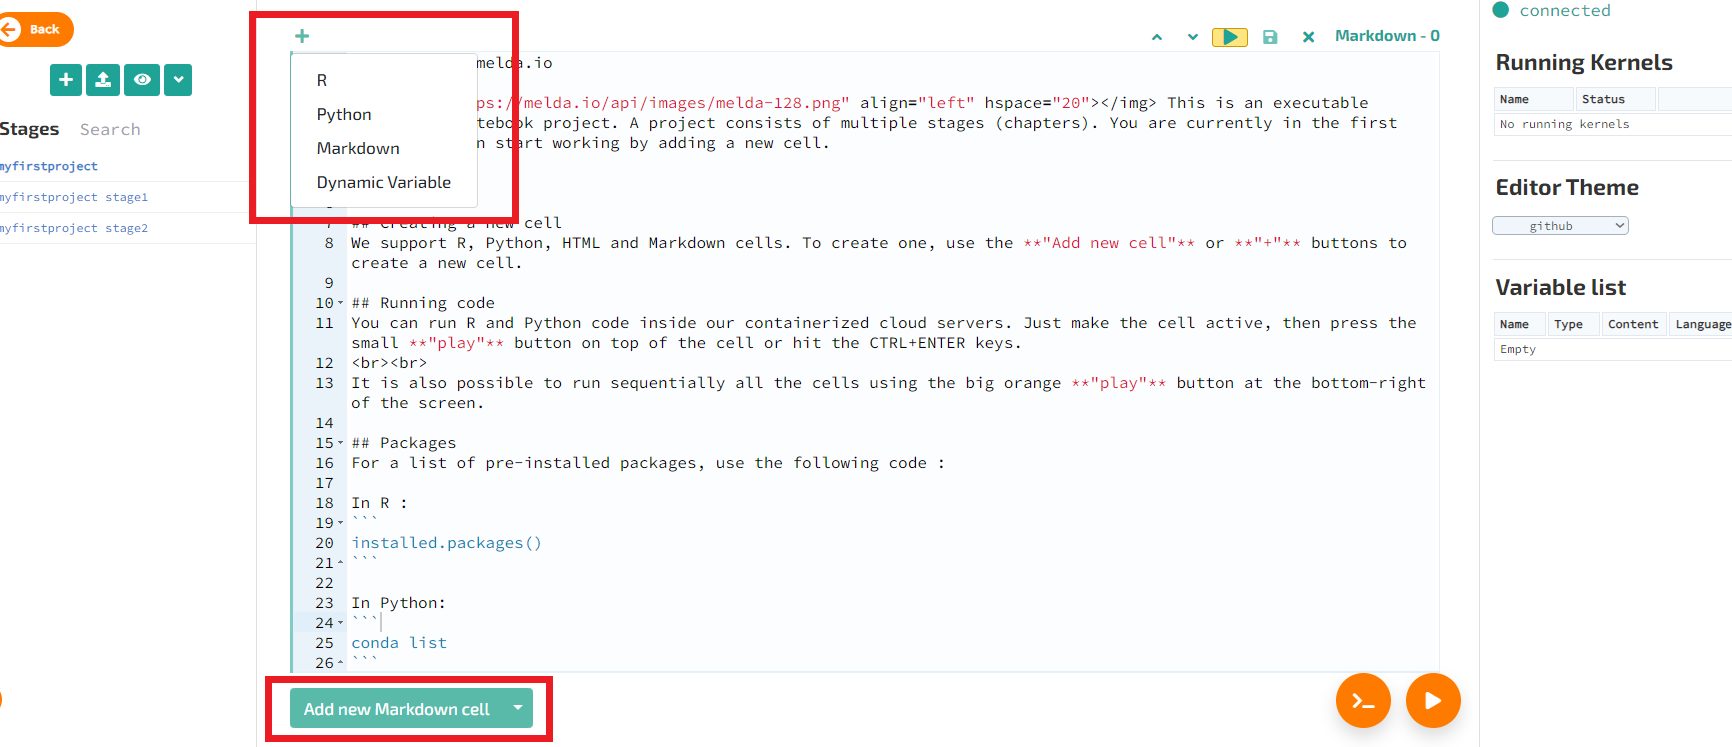 Back
Stages Search
myfirstproject
myfirstproject stage1
myfirstproject stage2
R
Python
Markdown
Dynamic Variable
Markdown - 0
melda.io
ps://melda.io/api/images/melda-128.png" align="left" hspace="20"></img> This is an executable
tebook project. A project consists of multiple stages (chapters). You are currently in the first
n start working by adding a new cell.
7 ## Creating a new cell
8 We support R, Python, HTML and Markdown cells. To create one, use the **"Add new cell"** or **"+"** buttons to
create a new cell.
9
10 ## Running code
11 You can run R and Python code inside our containerized cloud servers. Just make the cell active, then press the
small **"play"** button on top of the cell or hit the CTRL+ENTER keys.
12 <br><br>
13 It is also possible to run sequentially all the cells using the big orange **"play"** button at the bottom-right
of the screen.
14
15 ## Packages
16 For a list of pre-installed packages, use the following code :
17
18 In R :
19 ```
20 installed.packages()
21 ```
22
23 In Python:
24 ```
25 conda list
26 ```
Add new Markdown cell
connected
Running Kernels
Name Status
No running kernels
Editor Theme
github
Variable list
Name Type Content Language
Empty